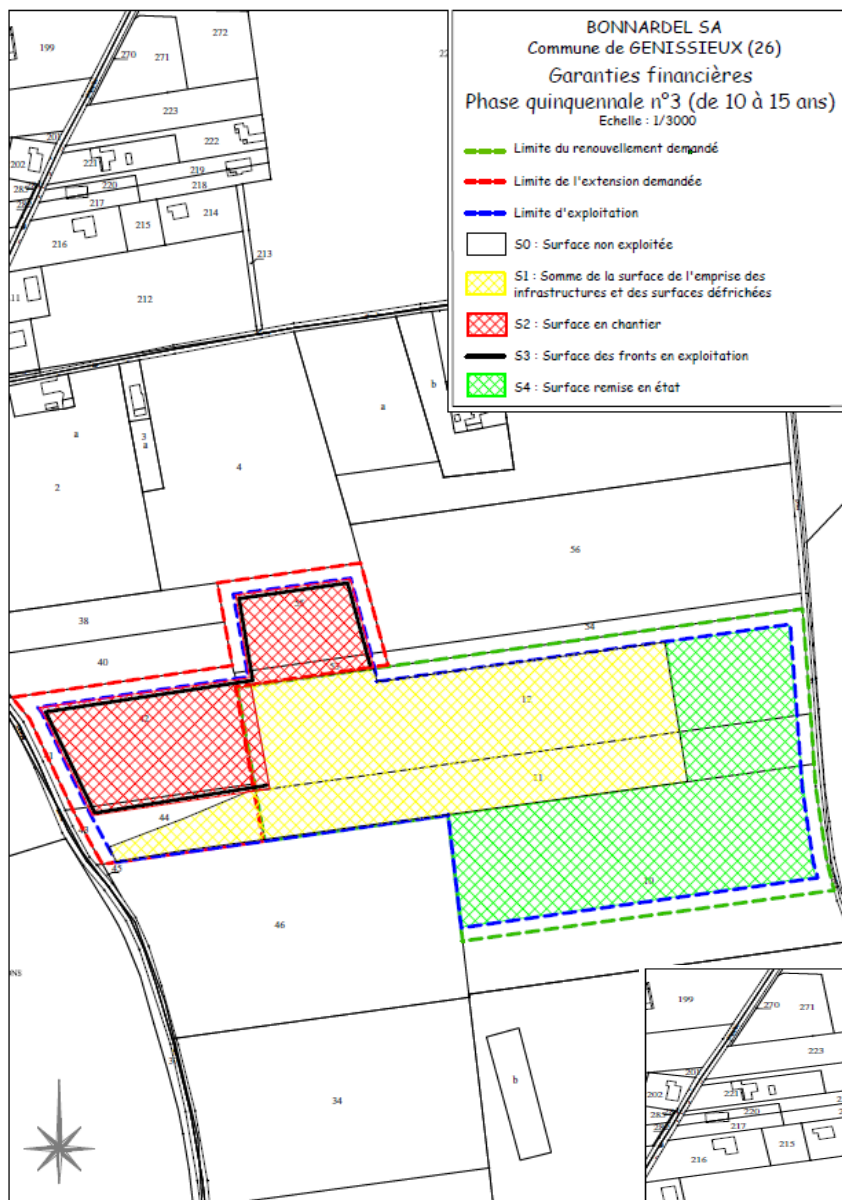 BONNARDEL SA
Commune de GENISSIEUX (26)
Garanties financières
Phase quinquennale n°3 (de 10 à 15 ans)
Echelle : 1/3000
Limite du renouvellement demandé
Limite de l'extension demandée
Limite d'exploitation
S0 : Surface non exploitée
S1 : Somme de la surface de l'emprise des
infrastructures et des surfaces défrichées
S2 : Surface en chantier
S3 : Surface des fronts en exploitation
S4 : Surface remise en état
272
199
270
271
223
222
202
221
219
220
218
217
215
214
216
213
212
a
b
a
3
a
4
2
56
38
54
40
17
44
10
45
46
34
b
199
270
271
223
202
221
220
217
215
216